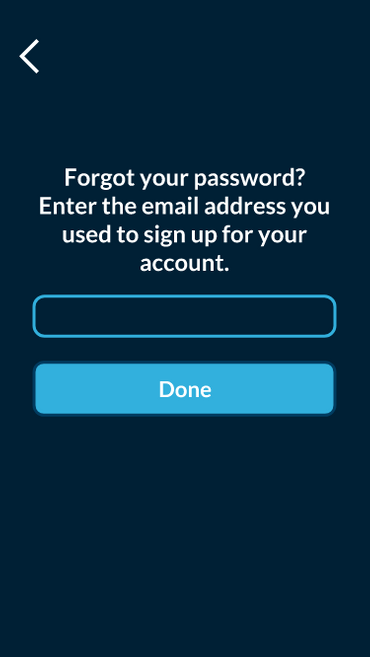 Forgot your password?
Enter the email address you
used to sign up for your
account.
Done